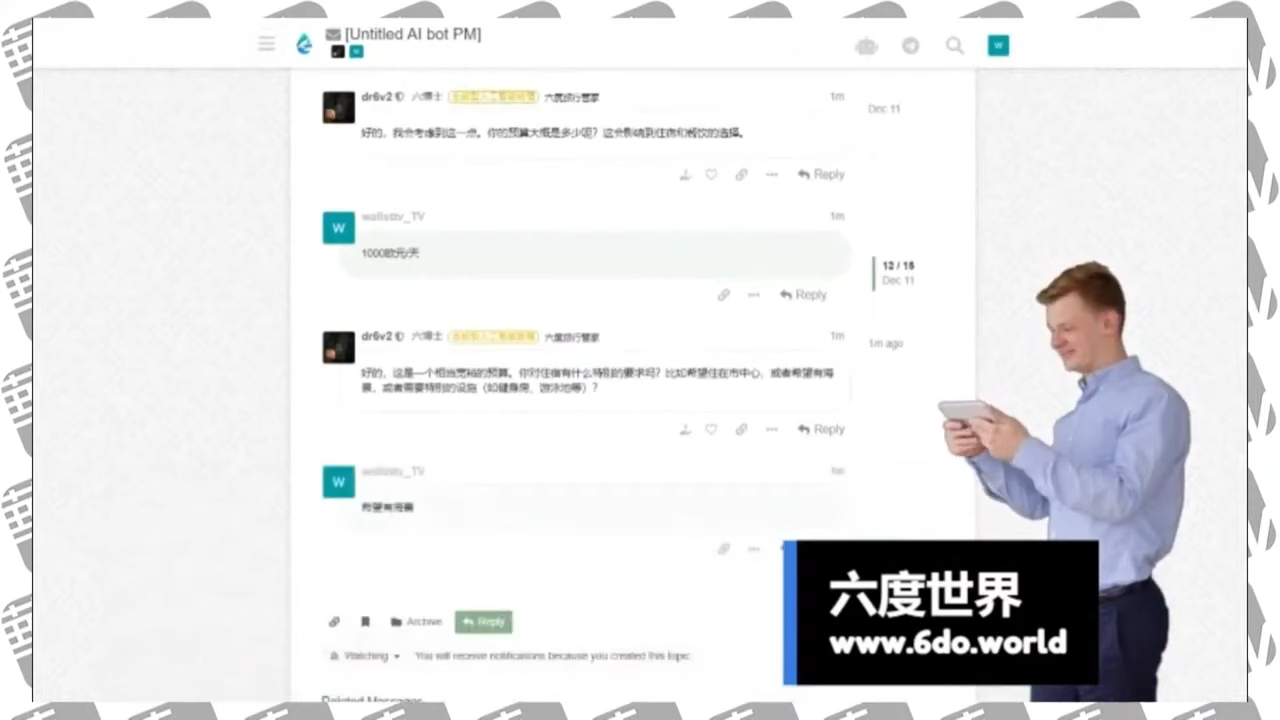 [Untitled AI bot PM]
W
W
dr6v2 六博士 六度旅行管家
1m
Dec 11
好的，我会考虑到这一点。你的预算大概是多少呢？这会影响到住宿和餐饮的选择。
Reply
W
wallsttv_TV
1m
1000欧元/天
12 / 15
Dec 11
Reply
dr6v2 六博士 六度旅行管家
1m
1m ago
好的，这是一个相当宽裕的预算。你对住宿有什么特别的要求吗？比如希望住在市中心，或者希望有海
景，或者需要特别的设施（如健身房、游泳池等）？
Reply
W
1m
希望有海景
Archive
Reply
Watching
You will receive notifications because you created this topic.
Related Messages
六度世界
www.6do.world